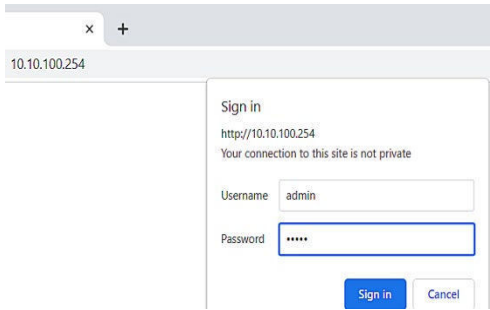 × +
10.10.100.254
Sign in
http://10.10.100.254
Your connection to this site is not private
Username admin
Password •••••
Sign in Cancel